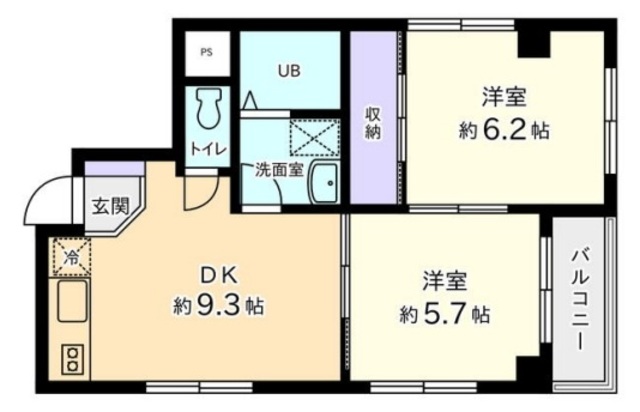 PS
UB
収納
洋室
約6.2帖
トイレ
洗面室
玄関
冷
DK
約9.3帖
洋室
約5.7帖
バルコニー